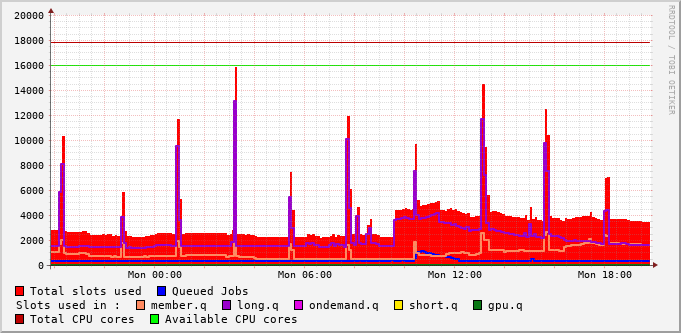 RRDTOOL / TOBI OETIKER
20000
18000
16000
14000
12000
10000
8000
6000
4000
2000
0
Mon 00:00 Mon 06:00 Mon 12:00 Mon 18:00
Total slots used Queued Jobs
Slots used in : member.q long.q ondemand.q short.q gpu.q
Total CPU cores Available CPU cores